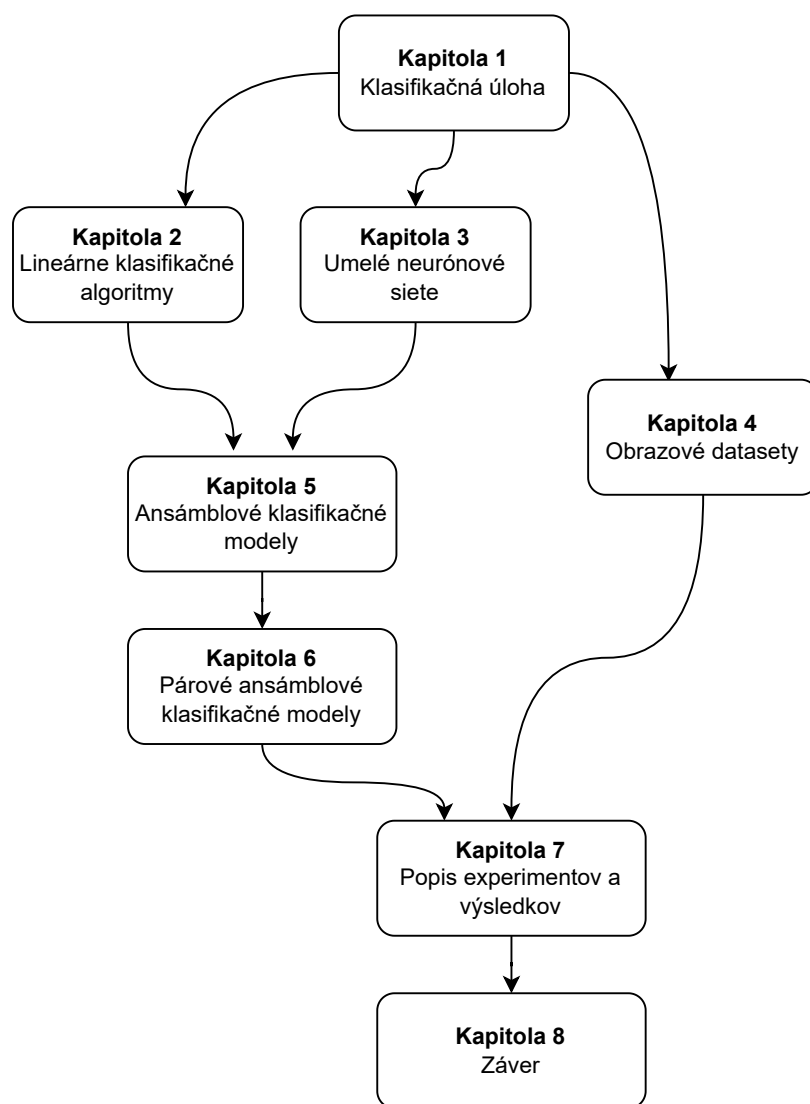 Kapitola 1
Klasifikačná úloha
Kapitola 2
Lineárne klasifikačné
algoritmy
Kapitola 3
Umelé neurónové
siete
Kapitola 4
Obrazové datasety
Kapitola 5
Ansámblové klasifikačné
modely
Kapitola 6
Párové ansámblové
klasifikačné modely
Kapitola 7
Popis experimentov a
výsledkov
Kapitola 8
Záver